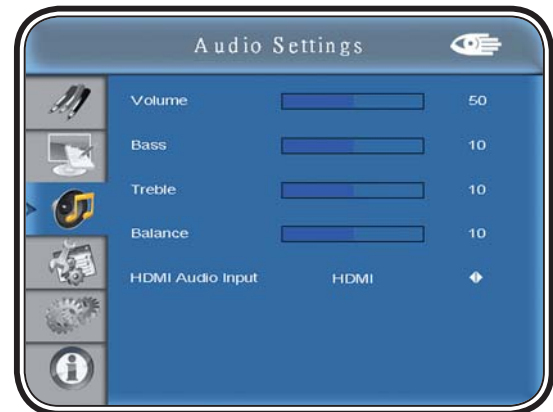 Audio Settings
Volume 50
Bass 10
Treble 10
Balance 10
HDMI Audio Input HDMI